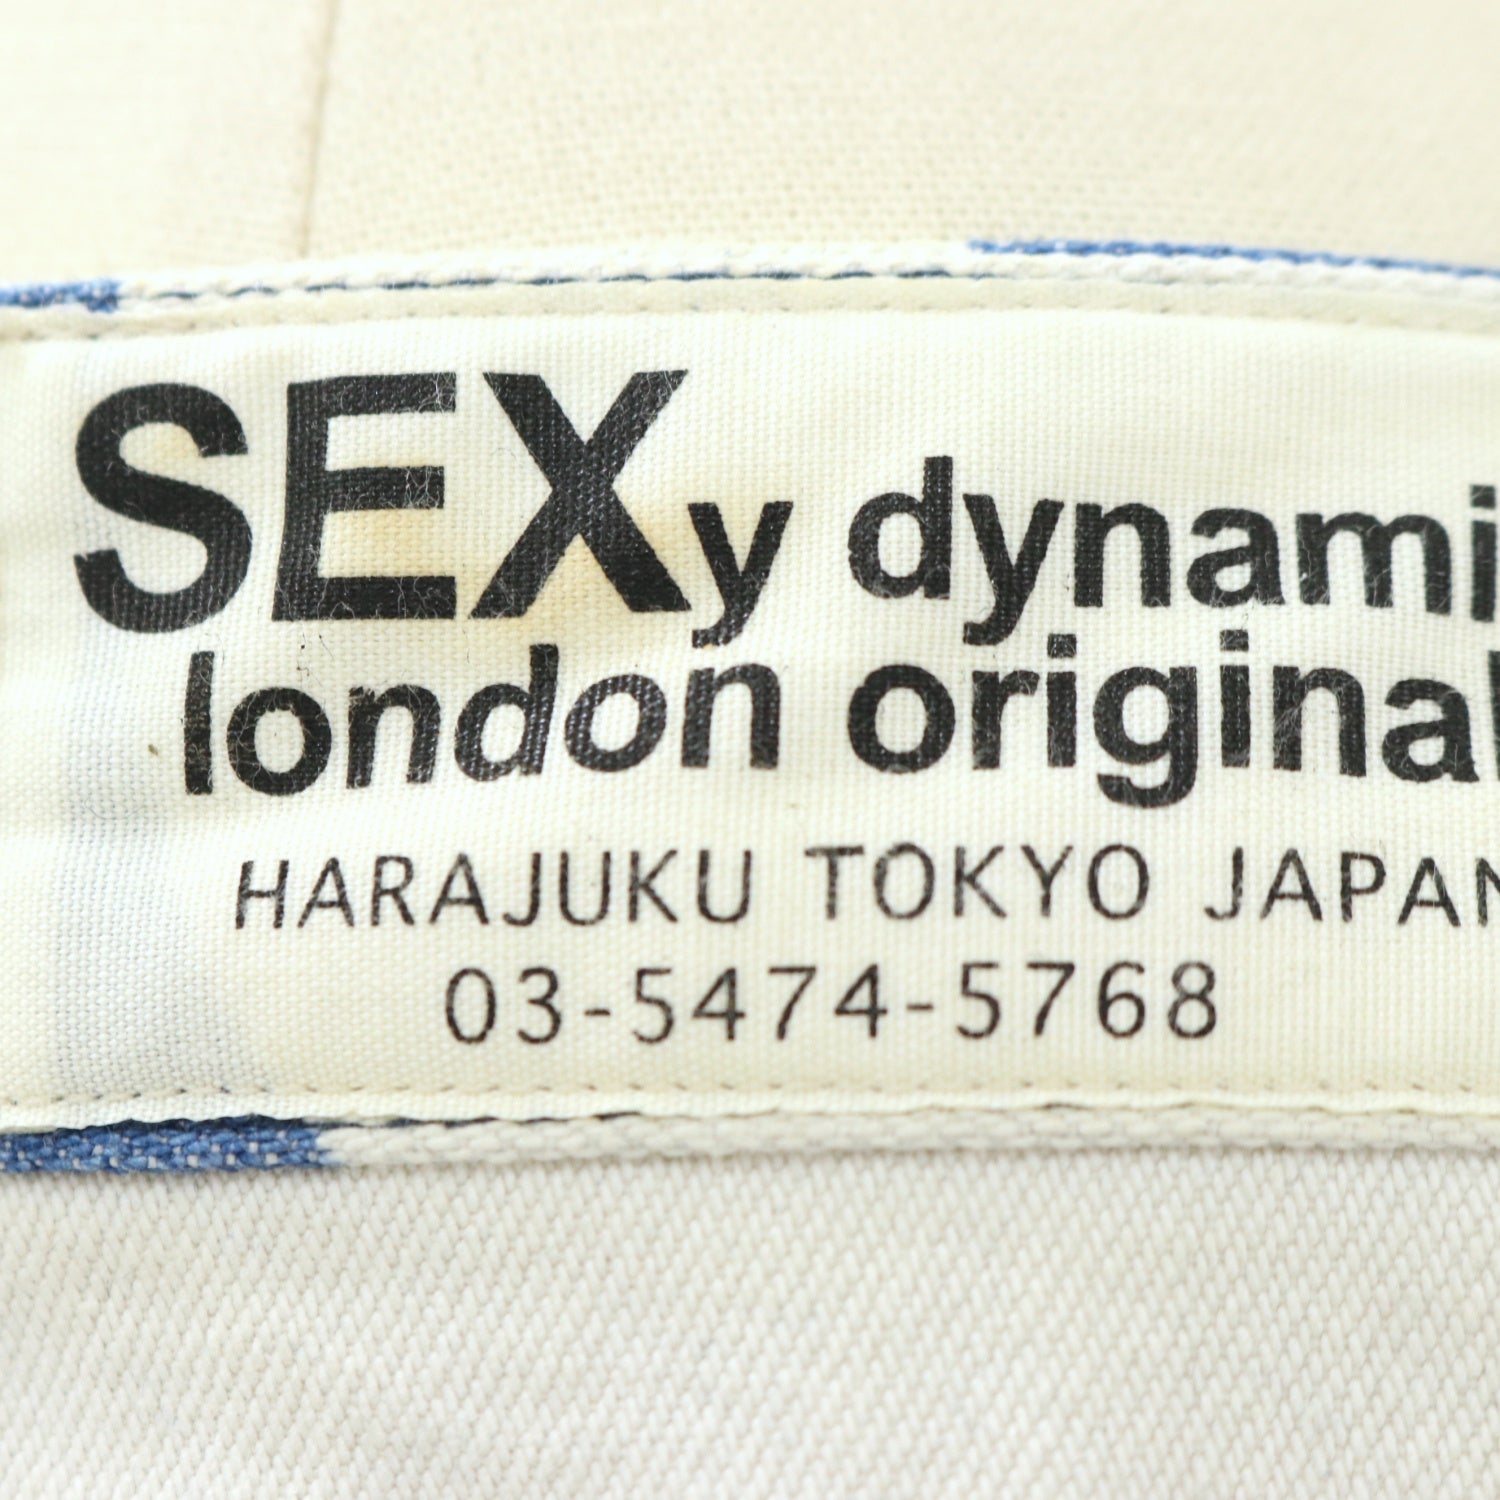 SEXy dynami
london original
HARAJUKU TOKYO JAPAN
03-5474-5768